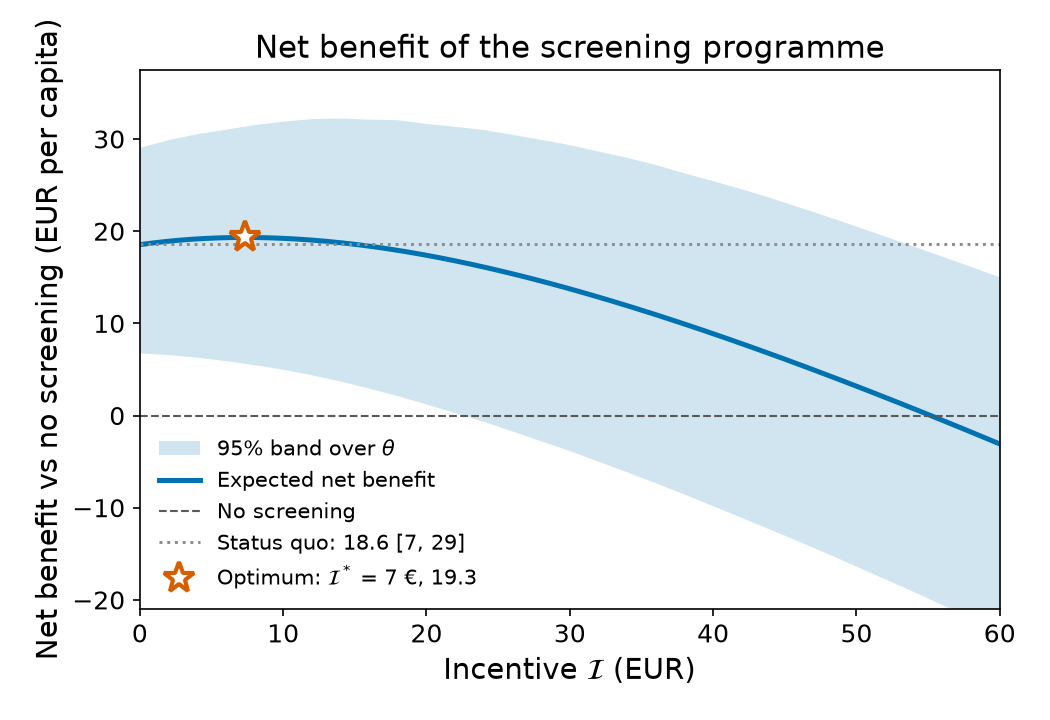 Net benefit of the screening programme
Net benefit vs no screening (EUR per capita)
30
20
10
0
−10
−20
95% band over θ
Expected net benefit
No screening
Status quo: 18.6 [7, 29]
Optimum: ℐ* = 7 €, 19.3
0 10 20 30 40 50 60
Incentive ℐ (EUR)